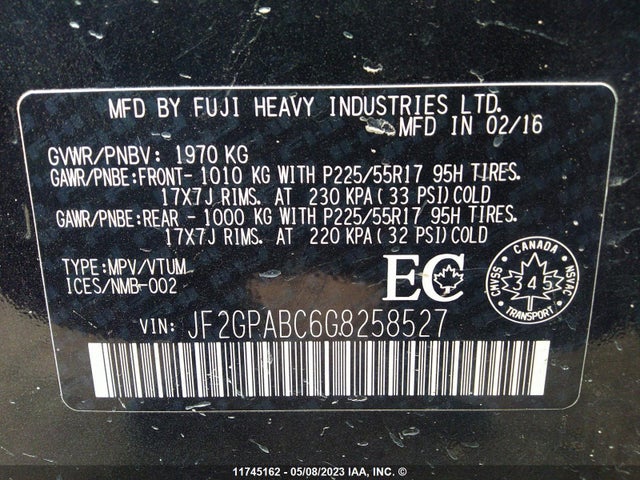 MFD BY FUJI HEAVY INDUSTRIES LTD.
MFD IN 02/16
GVWR/PNBV: 1970 KG
GAWR/PNBE:FRONT- 1010 KG WITH P225/55R17 95H TIRES.
17X7J RIMS. AT 230 KPA(33 PSI)COLD
GAWR/PNBE:REAR - 1000 KG WITH P225/55R17 95H TIRES.
17X7J RIMS. AT 220 KPA(32 PSI)COLD
TYPE:MPV/VTUM
ICES/NMB-002
EC
CANADA
CMVSS
NSVAC
345
TRANSPORT
VIN: JF2GPABC6G8258527
11745162 - 05/08/2023 IAA, INC. ©